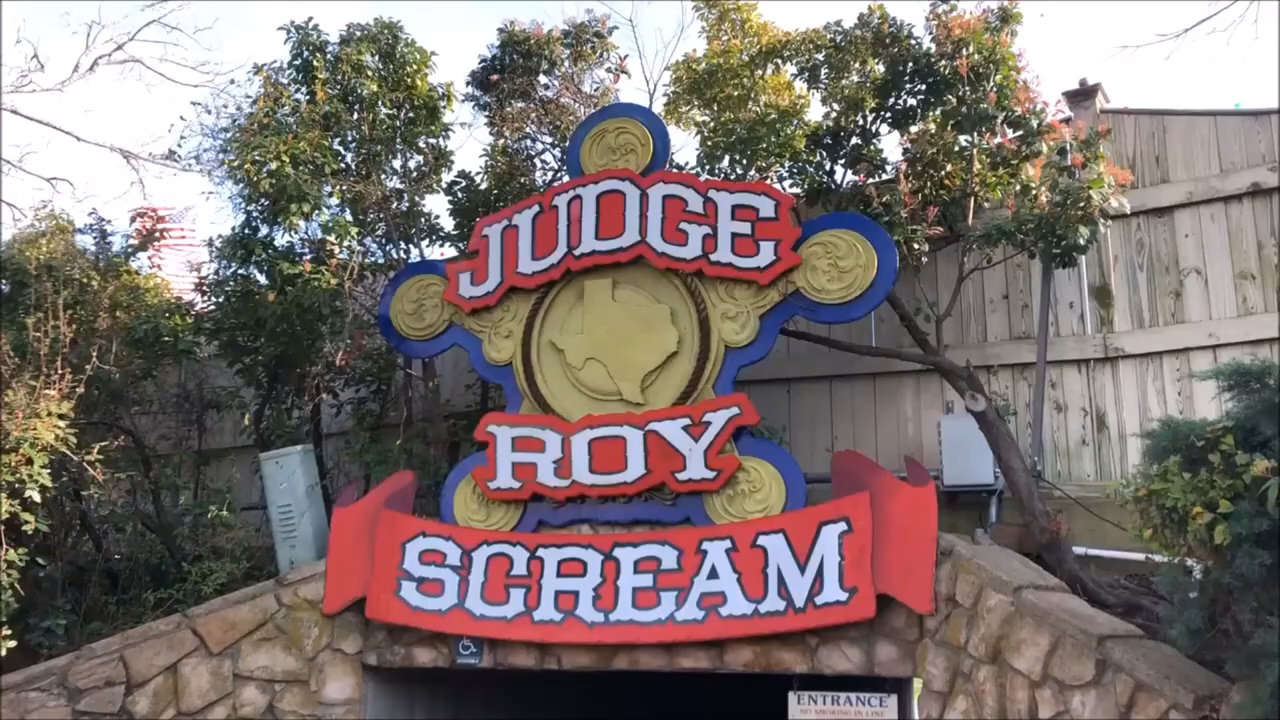 JUDGE
ROY
SCREAM
ENTRANCE
NO SMOKING IN LINE